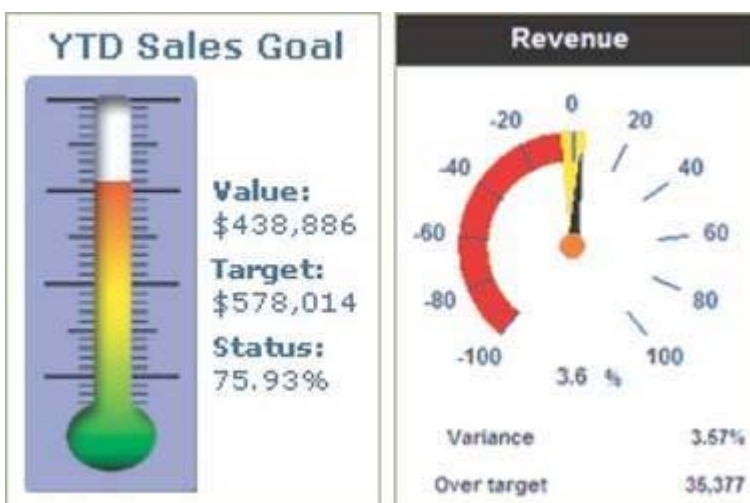 YTD Sales Goal
Value:
$438,886
Target:
$578,014
Status:
75.93%
Revenue
0
-20
20
-40
40
-60
60
-80
80
-100
100
3.6 %
Variance 3.57%
Over target 35,377